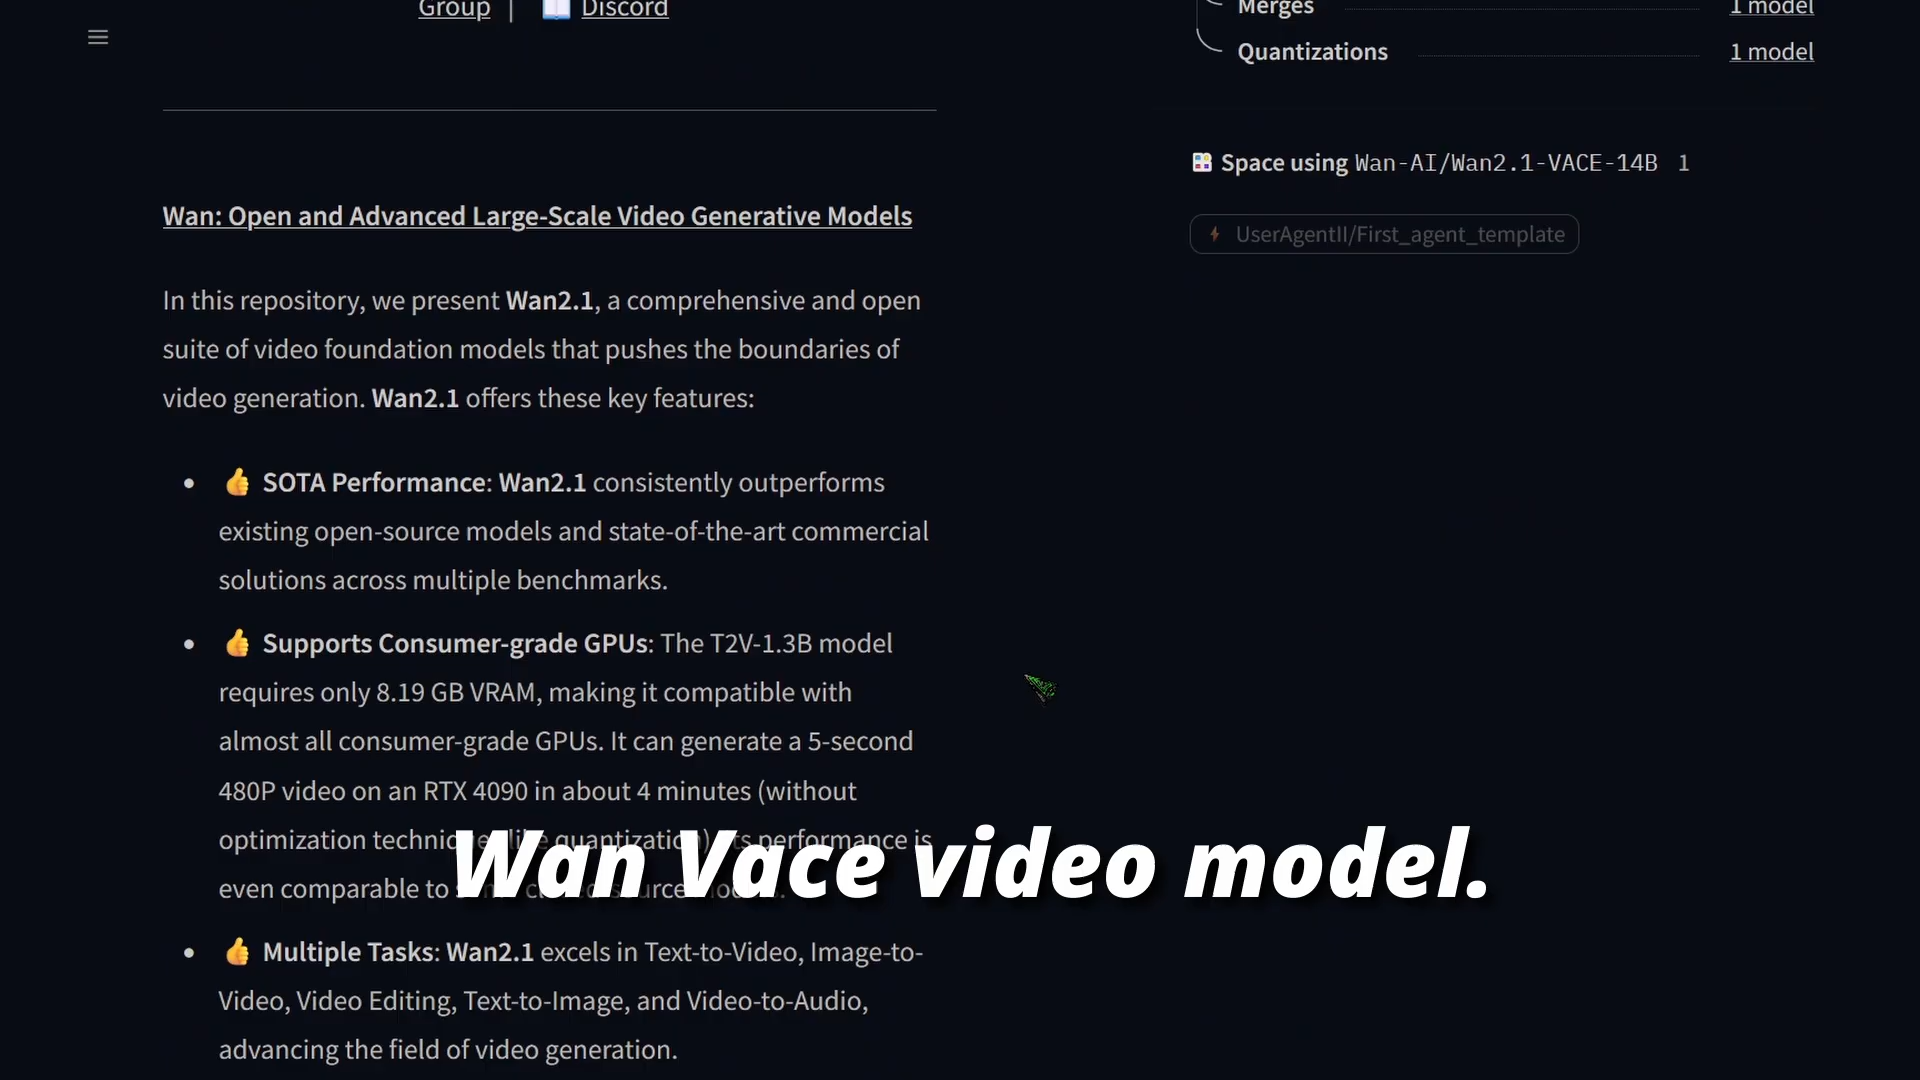 Group | Discord
Merges 1 model
Quantizations 1 model
Space using Wan-AI/Wan2.1-VACE-14B 1
UserAgentII/First_agent_template
Wan: Open and Advanced Large-Scale Video Generative Models
In this repository, we present Wan2.1, a comprehensive and open
suite of video foundation models that pushes the boundaries of
video generation. Wan2.1 offers these key features:
• 👍 SOTA Performance: Wan2.1 consistently outperforms
existing open-source models and state-of-the-art commercial
solutions across multiple benchmarks.
• 👍 Supports Consumer-grade GPUs: The T2V-1.3B model
requires only 8.19 GB VRAM, making it compatible with
almost all consumer-grade GPUs. It can generate a 5-second
480P video on an RTX 4090 in about 4 minutes (without
optimization techniques like quantization). Its performance is
even comparable to
Wan Vace video model.
• 👍 Multiple Tasks: Wan2.1 excels in Text-to-Video, Image-to-
Video, Video Editing, Text-to-Image, and Video-to-Audio,
advancing the field of video generation.